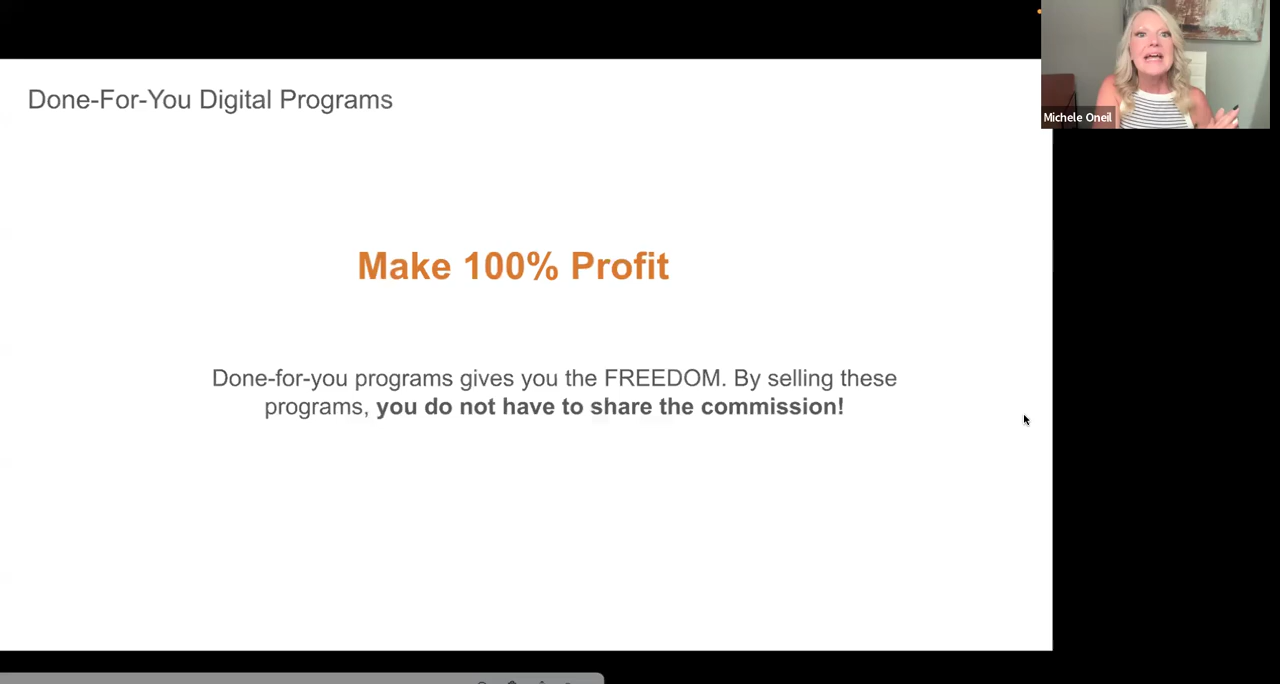 Done-For-You Digital Programs
Michele Oneil
Make 100% Profit
Done-for-you programs gives you the FREEDOM. By selling these
programs, you do not have to share the commission!